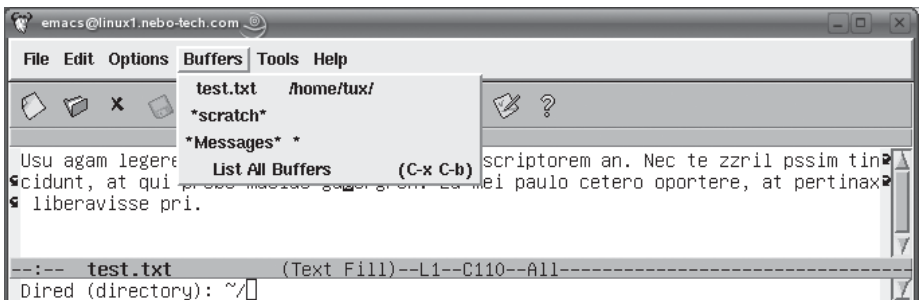 emacs@linux1.nebo-tech.com
File Edit Options Buffers Tools Help
test.txt /home/tux/
*scratch*
*Messages* *
List All Buffers (C-x C-b)
Usu agam legere scriptorem an. Nec te zzril pssim tin
cidunt, at qui mei paulo cetero oportere, at pertinax
liberavisse pri.
--:-- test.txt (Text Fill)--L1--C110--All----------------------------------
Dired (directory): ~/